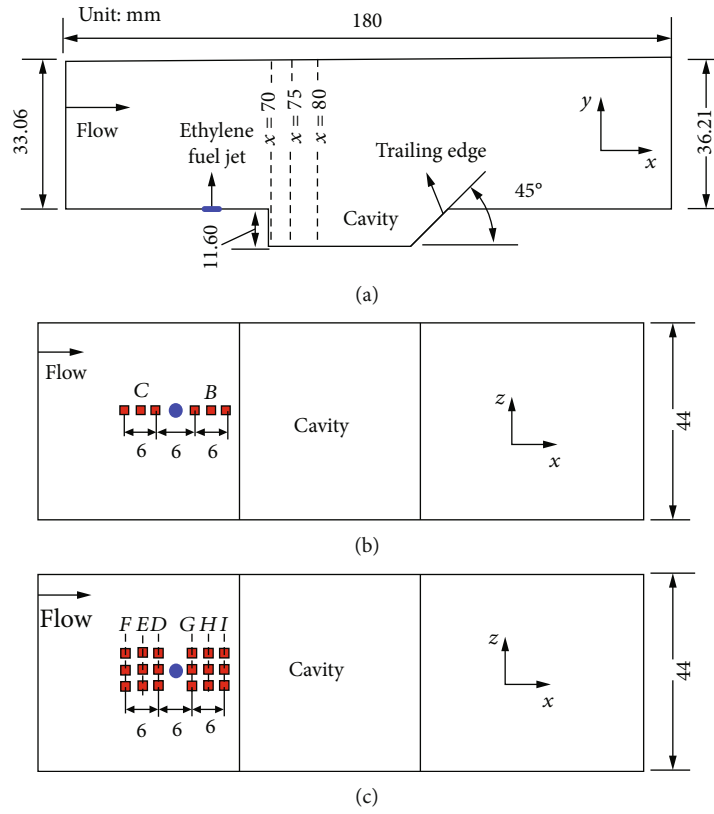 Unit: mm
180
33.06
Flow
Ethylene
fuel jet
x = 70
x = 75
x = 80
Trailing edge
y
x
36.21
45°
Cavity
11.60
(a)
Flow
C
B
6
6
6
Cavity
z
x
44
(b)
Flow
F E D G H I
6
6
6
Cavity
z
x
44
(c)